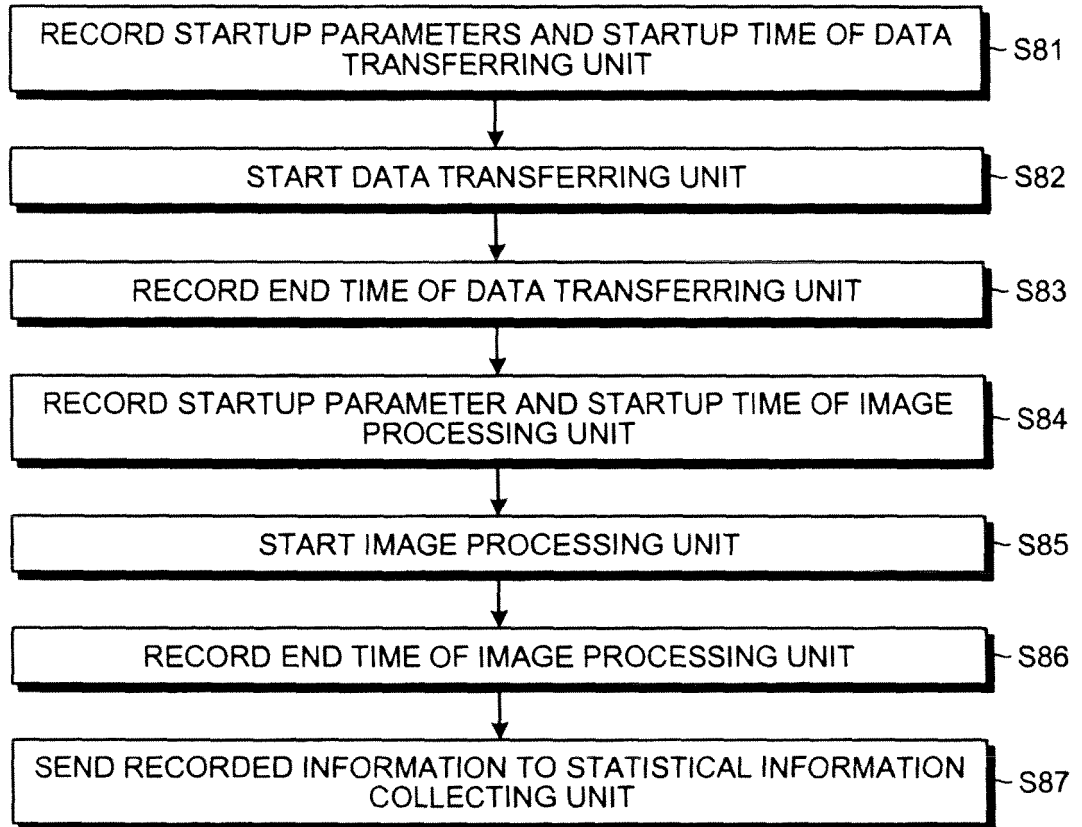 RECORD STARTUP PARAMETERS AND STARTUP TIME OF DATA
TRANSFERRING UNIT
S81
START DATA TRANSFERRING UNIT
S82
RECORD END TIME OF DATA TRANSFERRING UNIT
S83
RECORD STARTUP PARAMETER AND STARTUP TIME OF IMAGE
PROCESSING UNIT
S84
START IMAGE PROCESSING UNIT
S85
RECORD END TIME OF IMAGE PROCESSING UNIT
S86
SEND RECORDED INFORMATION TO STATISTICAL INFORMATION
COLLECTING UNIT
S87